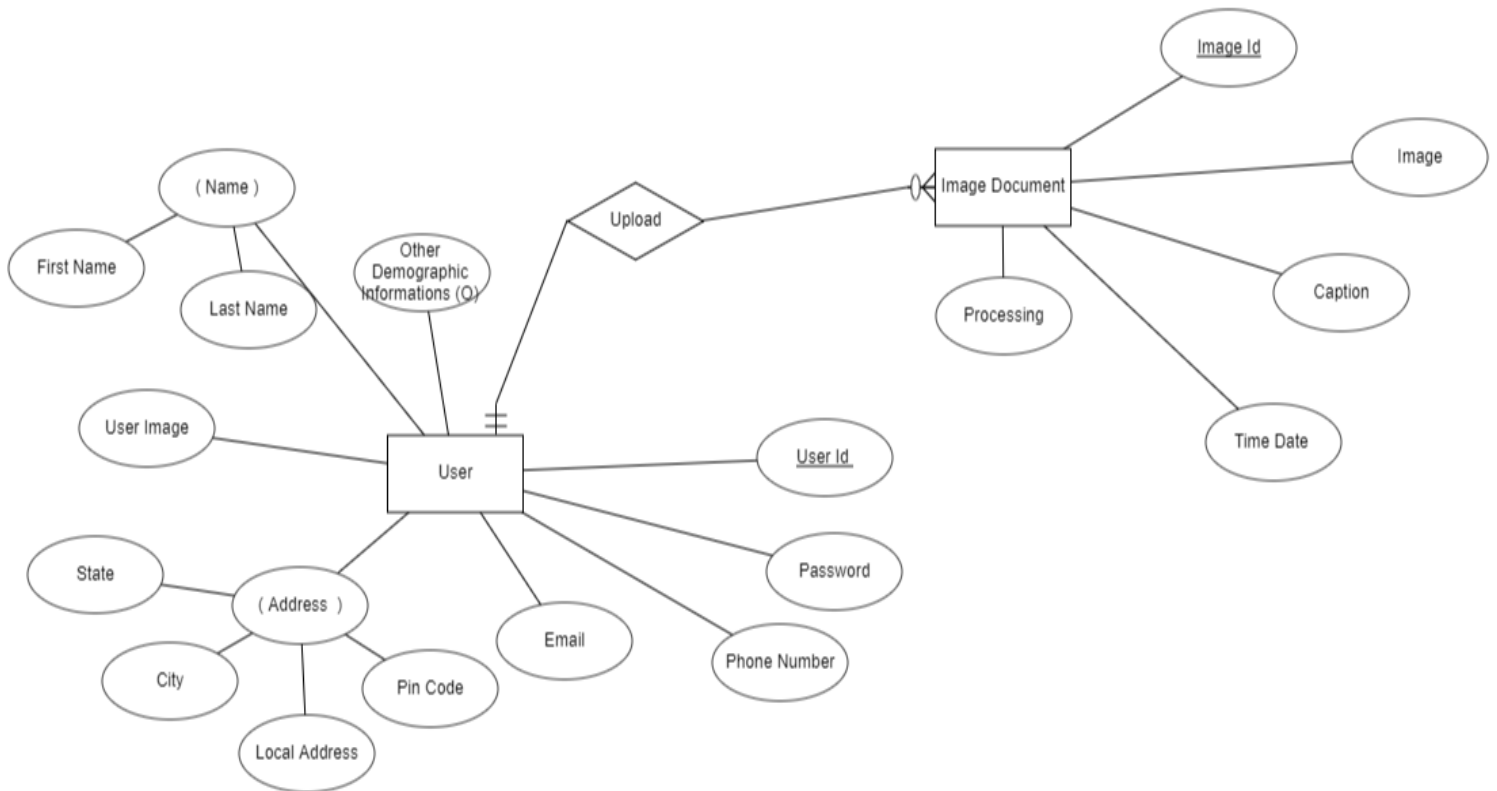 Image Id
Image
( Name )
Image Document
Upload
First Name
Other
Demographic
Informations (O)
Last Name
Caption
Processing
User Image
Time Date
User Id
User
State
Password
( Address )
Email
Phone Number
City
Pin Code
Local Address